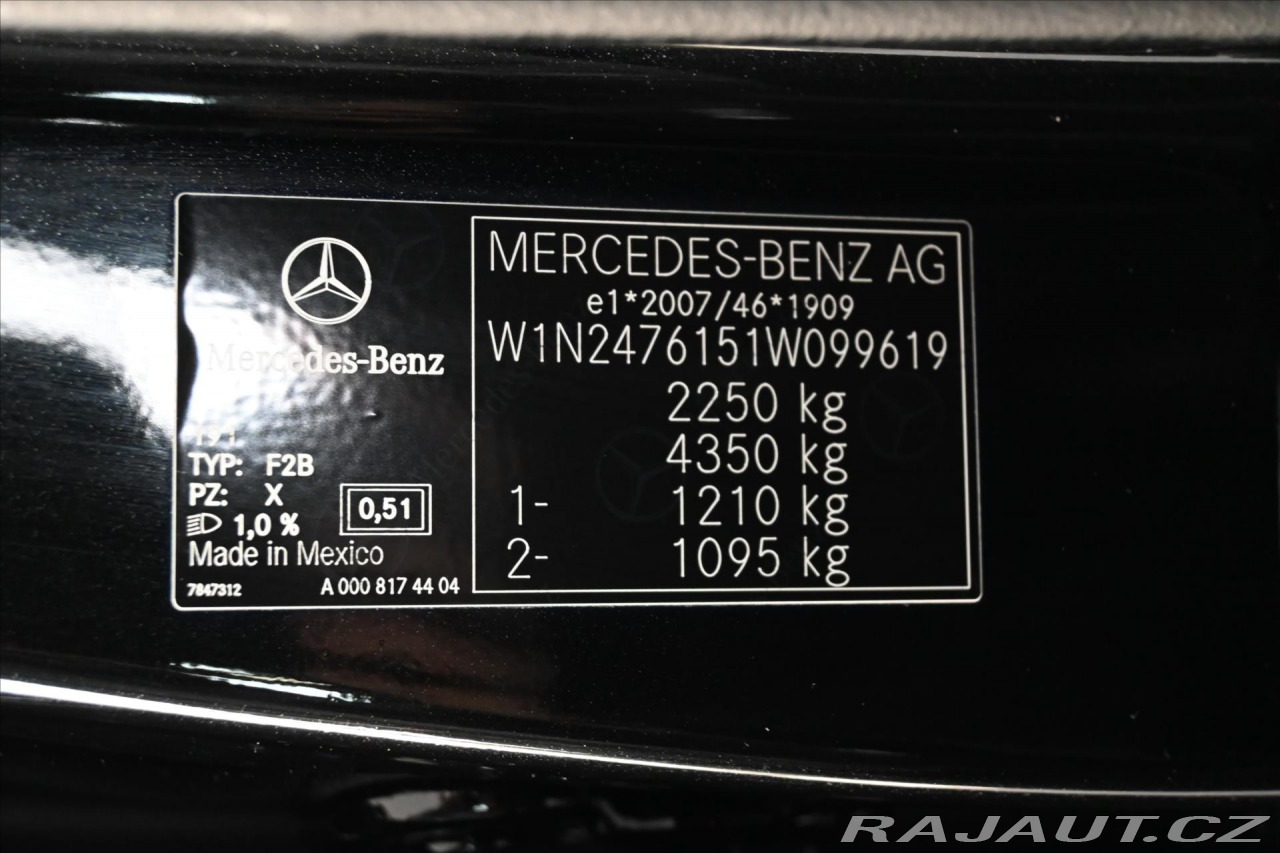 Mercedes-Benz
191
TYP: F2B
PZ: X
1,0 %
0,51
Made in Mexico
7847312
A 000 817 44 04
MERCEDES-BENZ AG
e1*2007/46*1909
W1N2476151W099619
2250 kg
4350 kg
1- 1210 kg
2- 1095 kg
RAJAUT.CZ